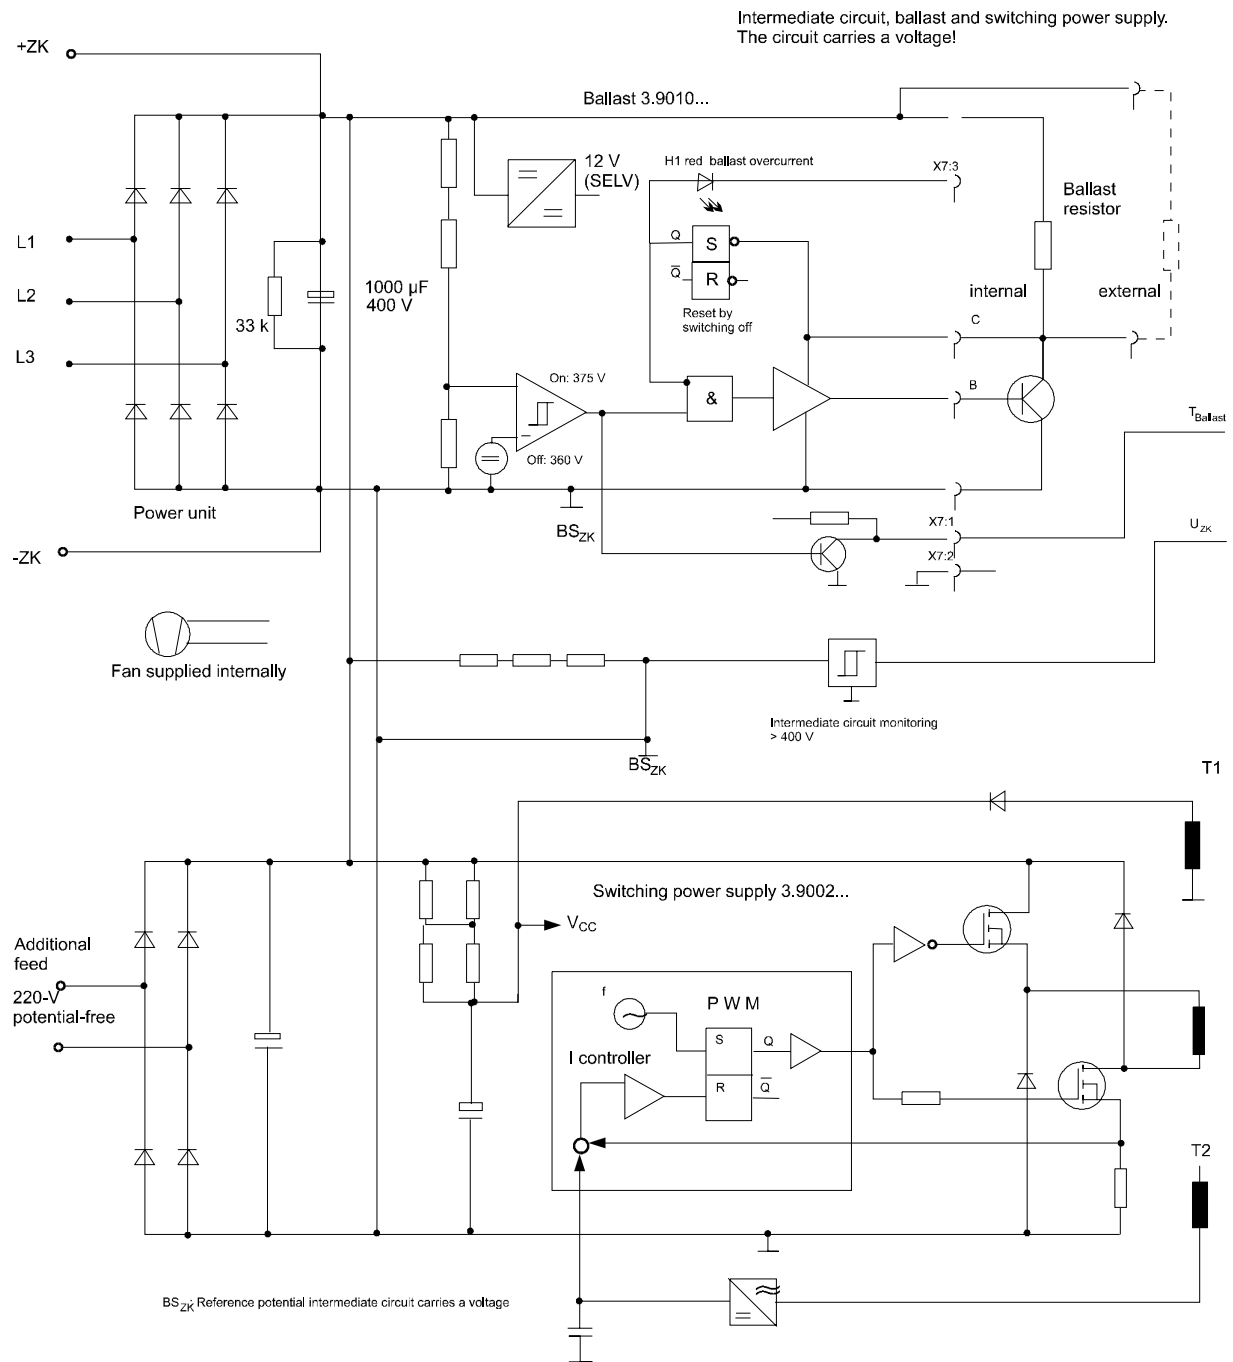 Intermediate circuit, ballast and switching power supply.
The circuit carries a voltage!
+ZK
Ballast 3.9010...
12 V
(SELV)
H1 red ballast overcurrent
X7:3
Ballast
resistor
L1
Q
S
Q̅
R
1000 µF
400 V
L2
internal
external
33 k
Reset by
switching off
C
L3
On: 375 V
B
&
TBallast
Off: 360 V
Power unit
BSZK
X7:1
UZK
-ZK
X7:2
Fan supplied internally
Intermediate circuit monitoring
> 400 V
BSZK
T1
Switching power supply 3.9002...
VCC
Additional
feed
220-V
potential-free
f
P W M
S
Q
I controller
R
Q̅
T2
BSZK: Reference potential intermediate circuit carries a voltage